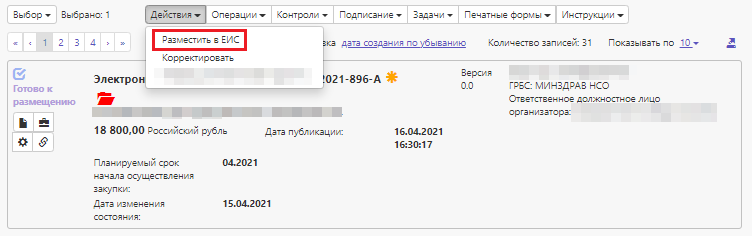 Выбор Выбрано: 1 Действия Операции Контроли Подписание Задачи Печатные формы Инструкции
« ‹ 1 2 3 4 › » вка дата создания по убыванию Количество записей: 31 Показывать по 10
Разместить в ЕИС
Корректировать
Готово к
размещению
Электрон 2021-896-А
18 800,00 Российский рубль
Дата публикации: 16.04.2021
16:30:17
Планируемый срок
начала осуществления
закупки:
04.2021
Дата изменения
состояния:
15.04.2021
Версия
0.0
ГРБС: МИНЗДРАВ НСО
Ответственное должностное лицо
организатора: